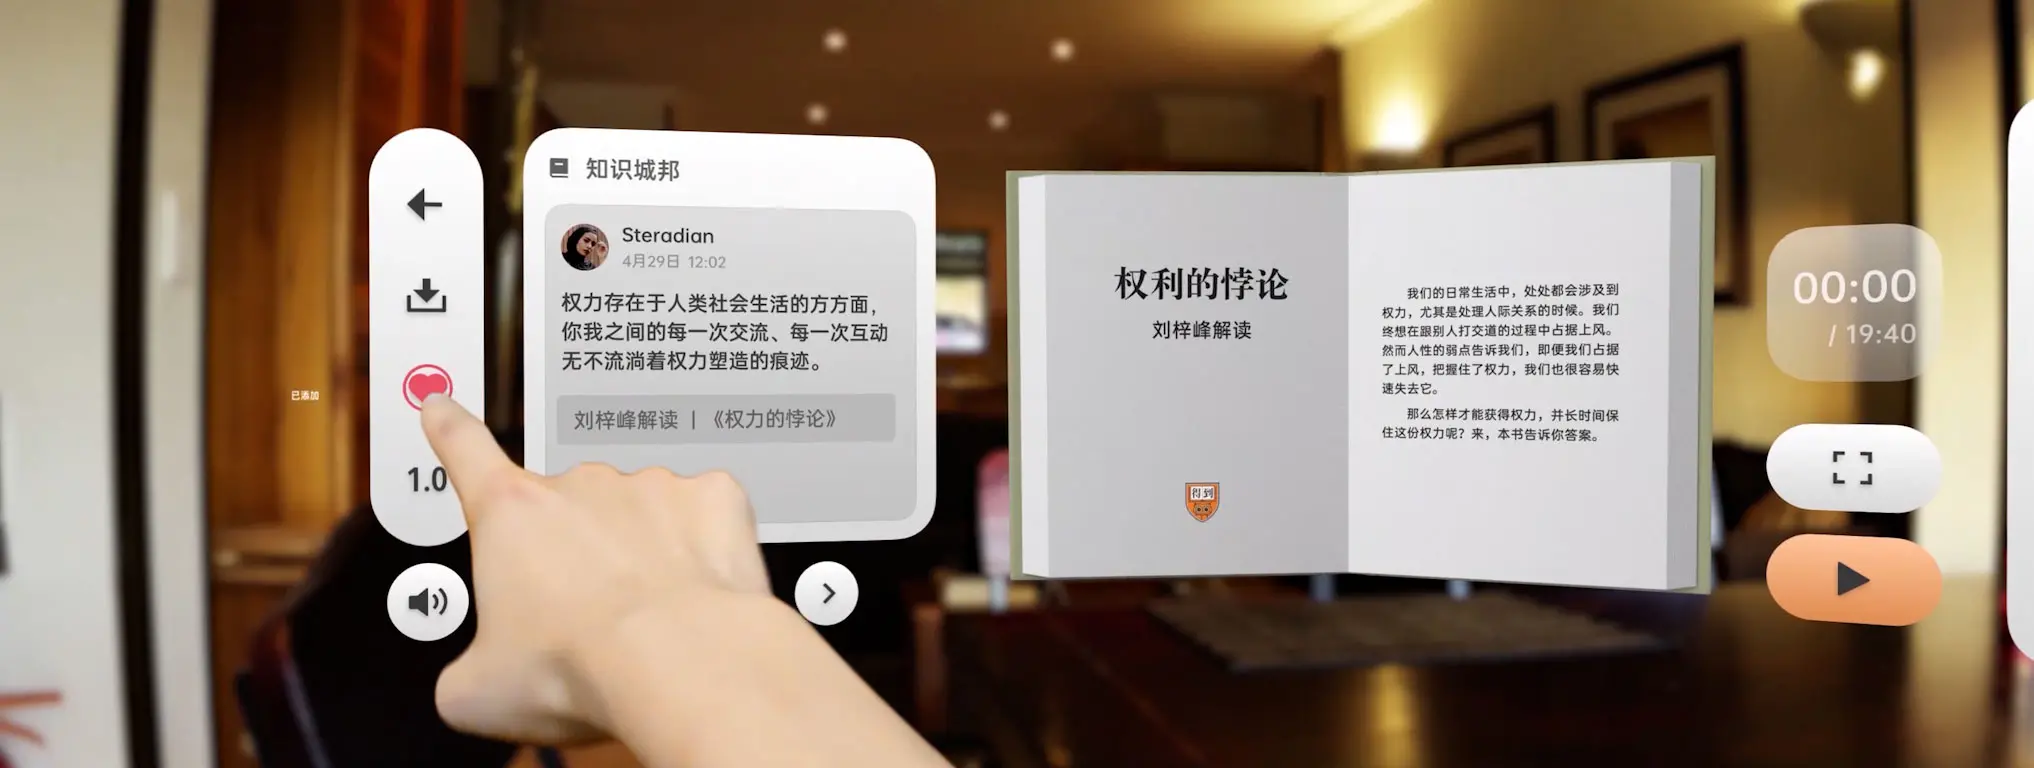 已添加
1.0
知识城邦
Steradian
4月29日 12:02
权力存在于人类社会生活的方方面，
你我之间的每一次交流、每一次互动
无不流淌着权力塑造的痕迹。
刘梓峰解读 | 《权力的悖论》
权利的悖论
刘梓峰解读
得到
我们的日常生活中，处处都会涉及到
权力，尤其是处理人际关系的时候。我们
终想在跟别人打交道的过程中占据上风。
然而人性的弱点告诉我们，即便我们占据
了上风，把握住了权力，我们也很容易快
速失去它。
那么怎样才能获得权力，并长时间保
住这份权力呢？来，本书告诉你答案。
00:00
/ 19:40